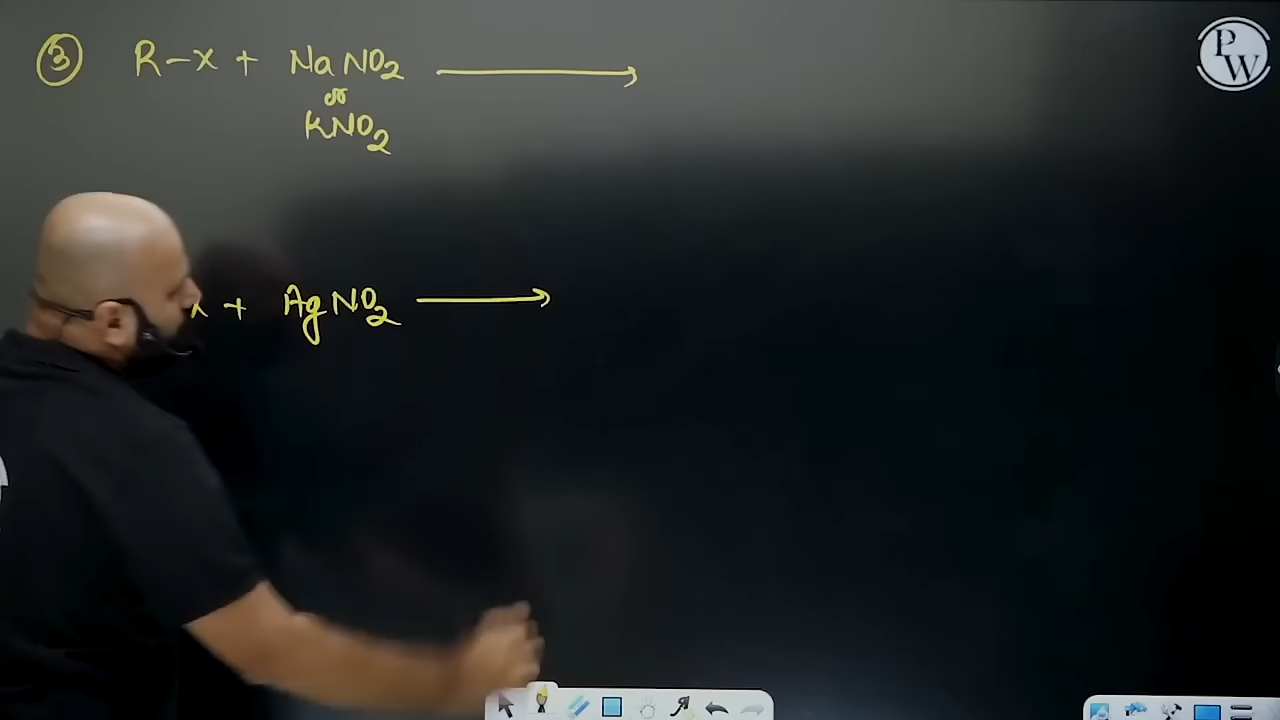 ③ R-X + NaNO₂ ⟶
or
KNO₂
x + AgNO₂ ⟶
PW